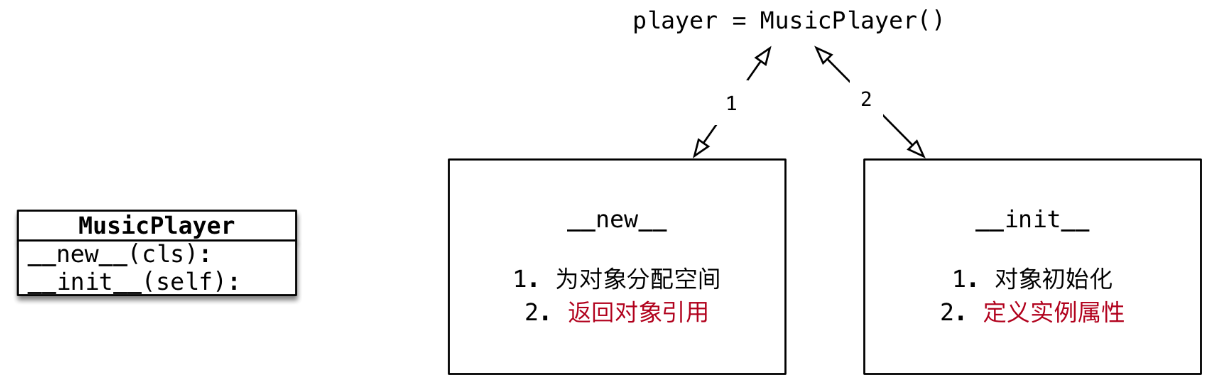 player = MusicPlayer()
1
2
MusicPlayer
__new__(cls):
__init__(self):
__new__
1. 为对象分配空间
2. 返回对象引用
__init__
1. 对象初始化
2. 定义实例属性